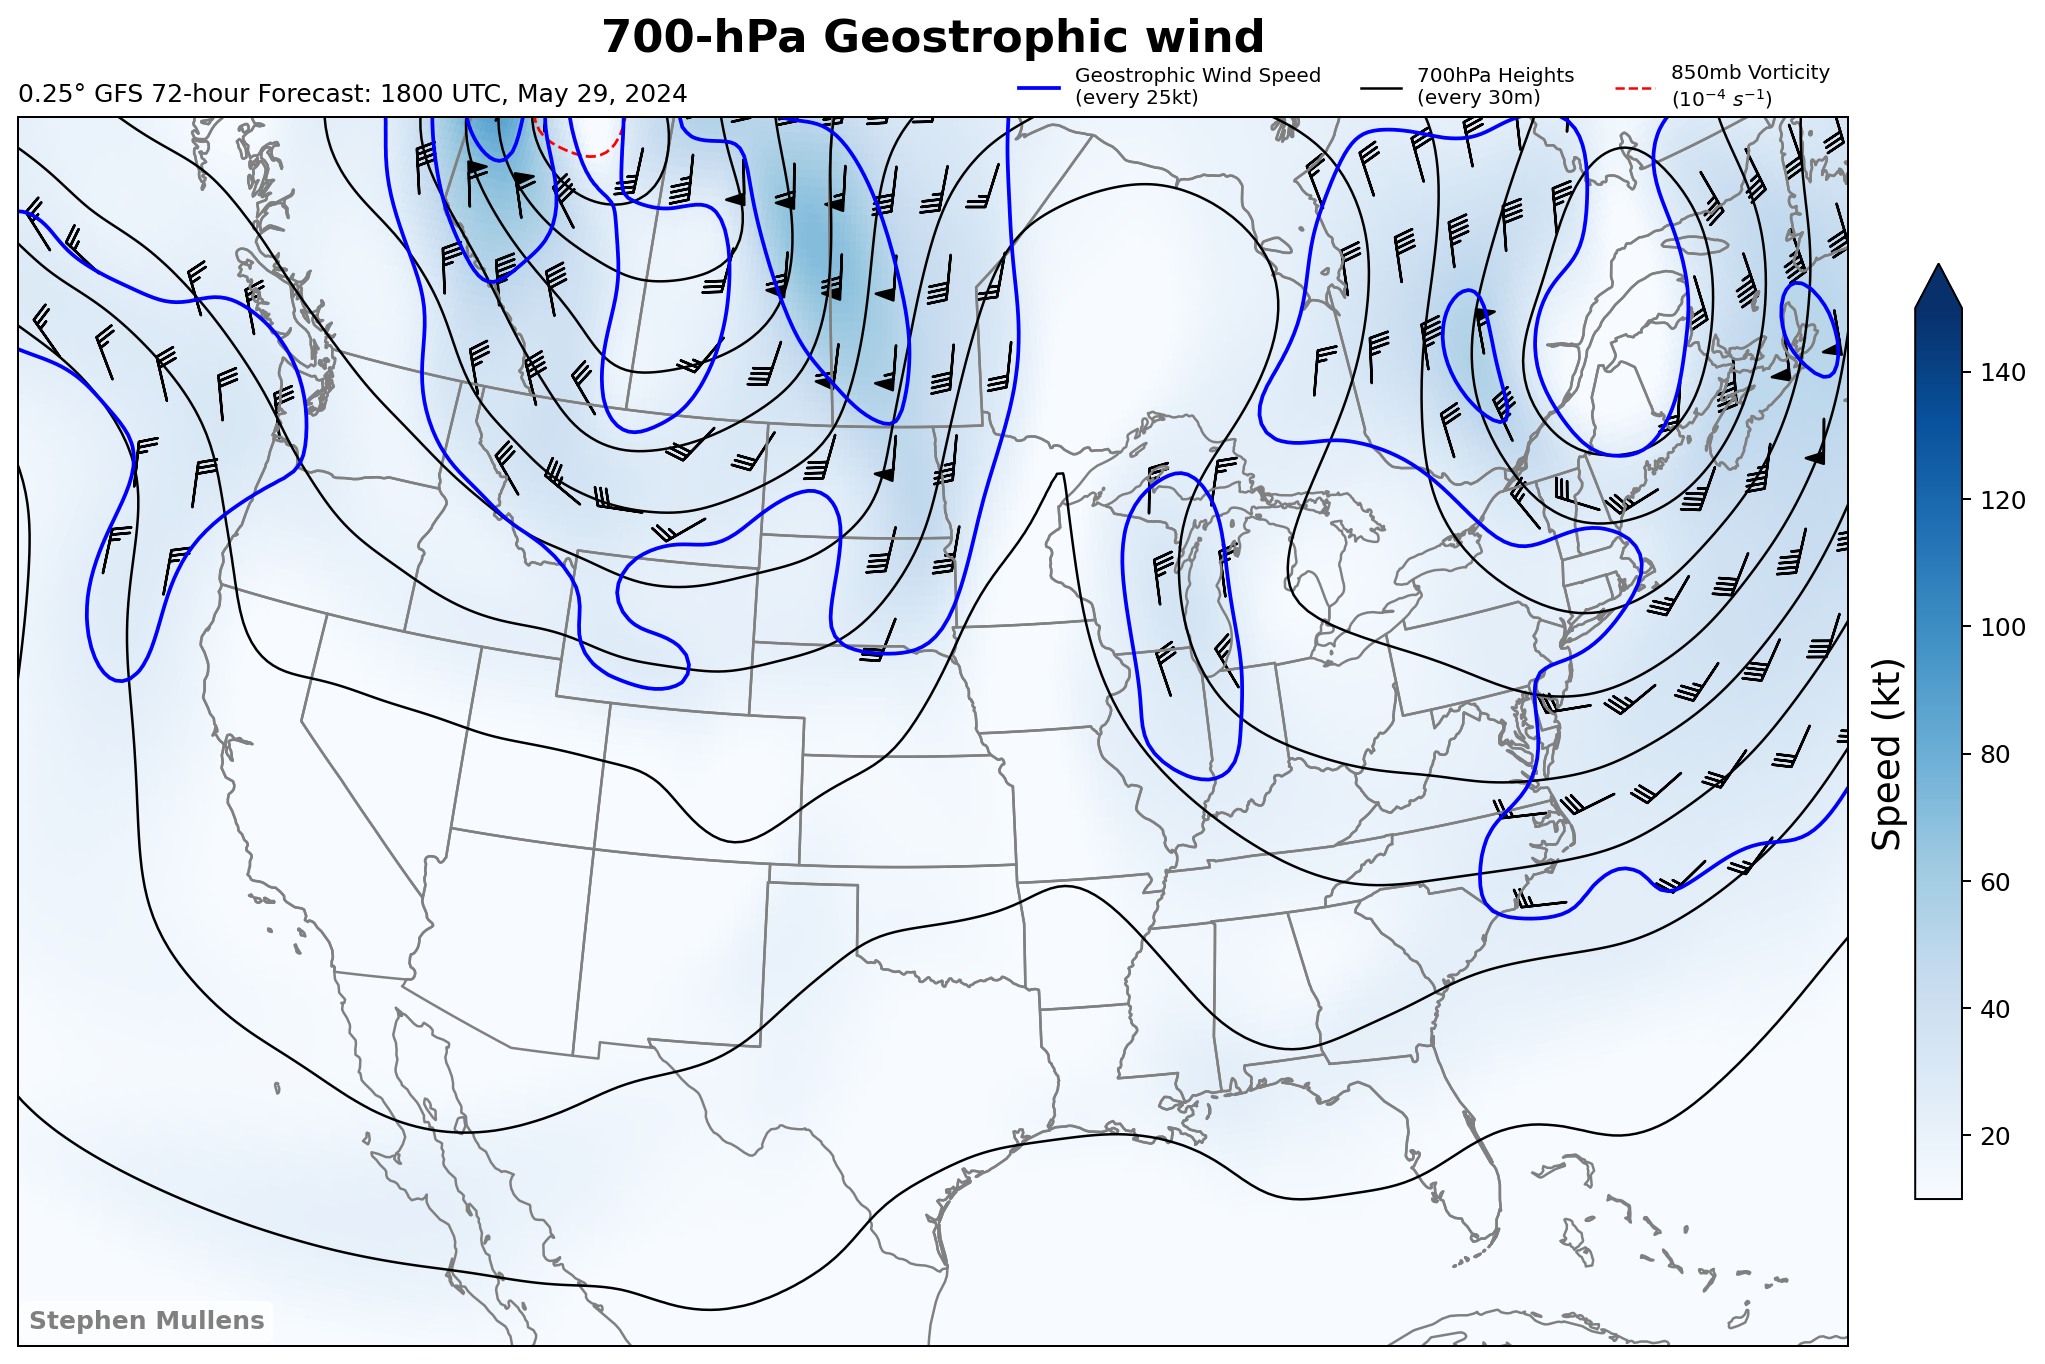 700-hPa Geostrophic wind
0.25° GFS 72-hour Forecast: 1800 UTC, May 29, 2024
Geostrophic Wind Speed
(every 25kt)
700hPa Heights
(every 30m)
850mb Vorticity
(10⁻⁴ s⁻¹)
140
120
100
80
60
40
20
Speed (kt)
Stephen Mullens